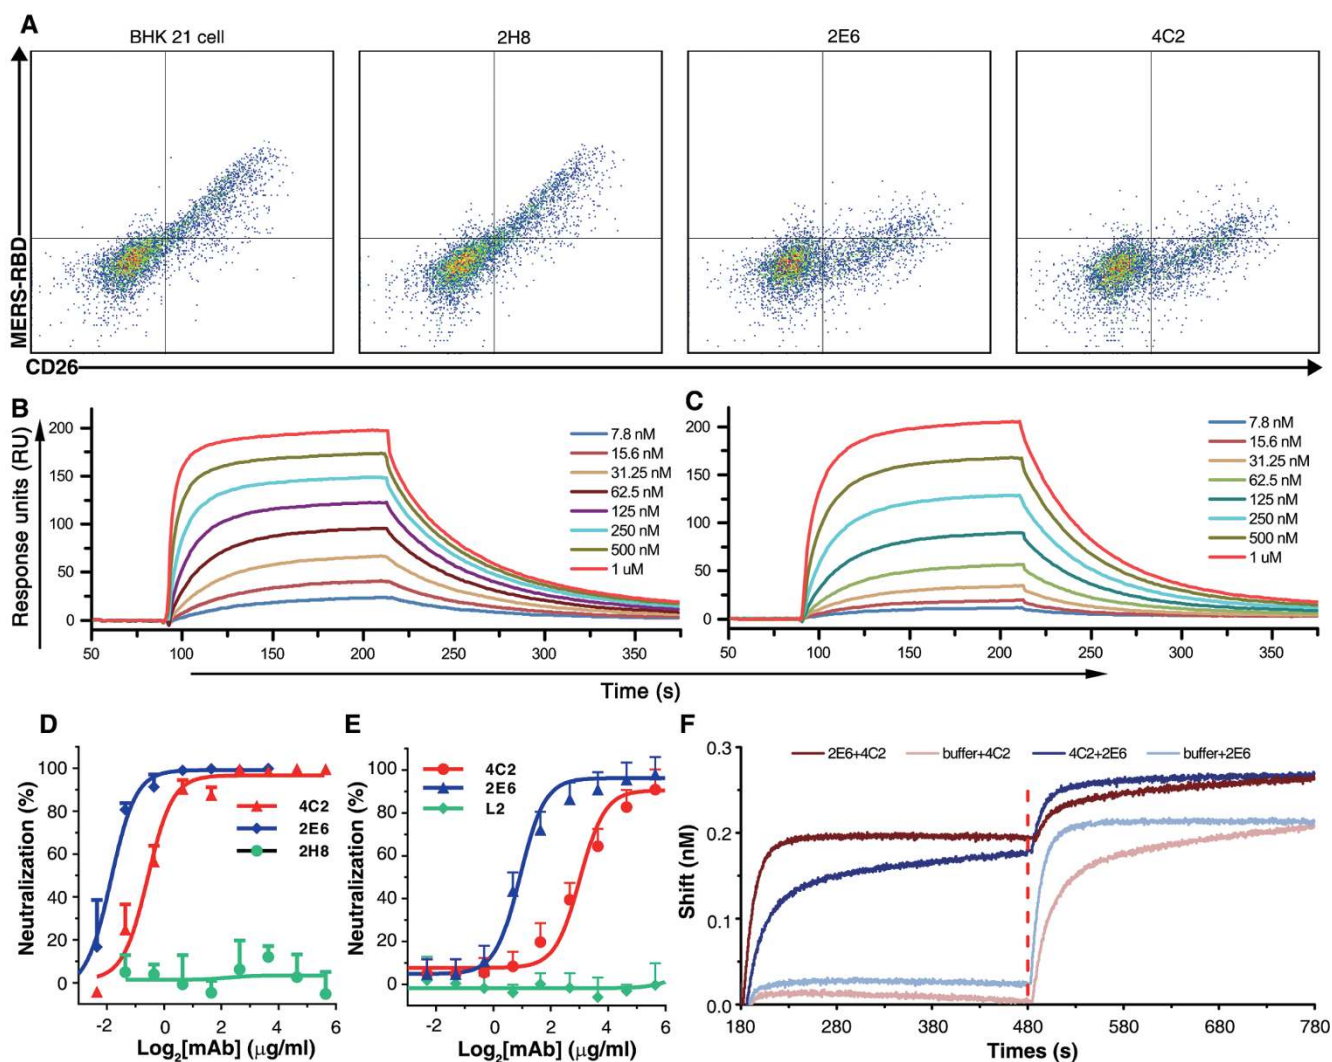 A
BHK 21 cell
2H8
2E6
4C2
MERS-RBD
CD26
B
Response units (RU)
200
150
100
50
0
50
100
150
200
250
300
350
7.8 nM
15.6 nM
31.25 nM
62.5 nM
125 nM
250 nM
500 nM
1 uM
C
200
150
100
50
0
50
100
150
200
250
300
350
7.8 nM
15.6 nM
31.25 nM
62.5 nM
125 nM
250 nM
500 nM
1 uM
Time (s)
D
Neutralization (%)
100
80
60
40
20
0
-2
0
2
4
6
4C2
2E6
2H8
Log2[mAb] (μg/ml)
E
Neutralization (%)
100
80
60
40
20
0
-2
0
2
4
6
4C2
2E6
L2
Log2[mAb] (μg/ml)
F
2E6+4C2
buffer+4C2
4C2+2E6
buffer+2E6
Shift (nM)
0.3
0.2
0.1
0.0
180
280
380
480
580
680
780
Times (s)